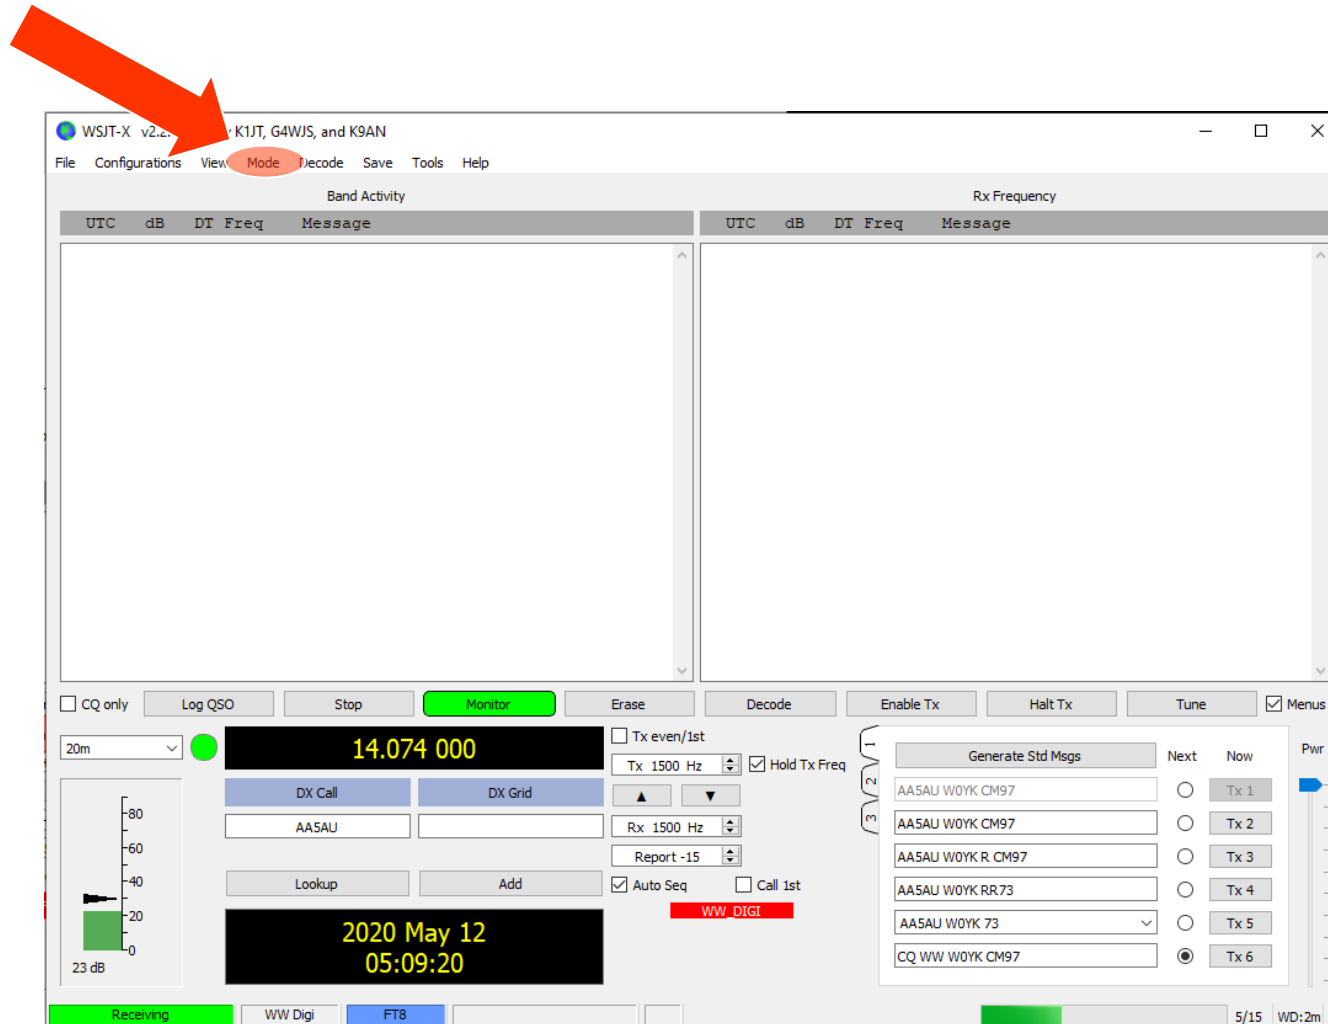 WSJT-X v2.2. K1JT, G4WJS, and K9AN
File Configurations View Mode Decode Save Tools Help
Band Activity Rx Frequency
UTC dB DT Freq Message UTC dB DT Freq Message
CQ only Log QSO Stop Monitor Erase Decode Enable Tx Halt Tx Tune Menus
20m 14.074 000 Tx even/1st
Tx 1500 Hz Hold Tx Freq
1 Generate Std Msgs Next Now Pwr
DX Call DX Grid ▲ ▼
2 AA5AU W0YK CM97 Tx 1
AA5AU Rx 1500 Hz
3 AA5AU W0YK CM97 Tx 2
Report -15 AA5AU W0YK R CM97 Tx 3
Lookup Add Auto Seq Call 1st AA5AU W0YK RR73 Tx 4
WW_DIGI AA5AU W0YK 73 Tx 5
CQ WW W0YK CM97 Tx 6
80
60
40
20
0
23 dB
2020 May 12
05:09:20
Receiving WW Digi FT8 5/15 WD:2m